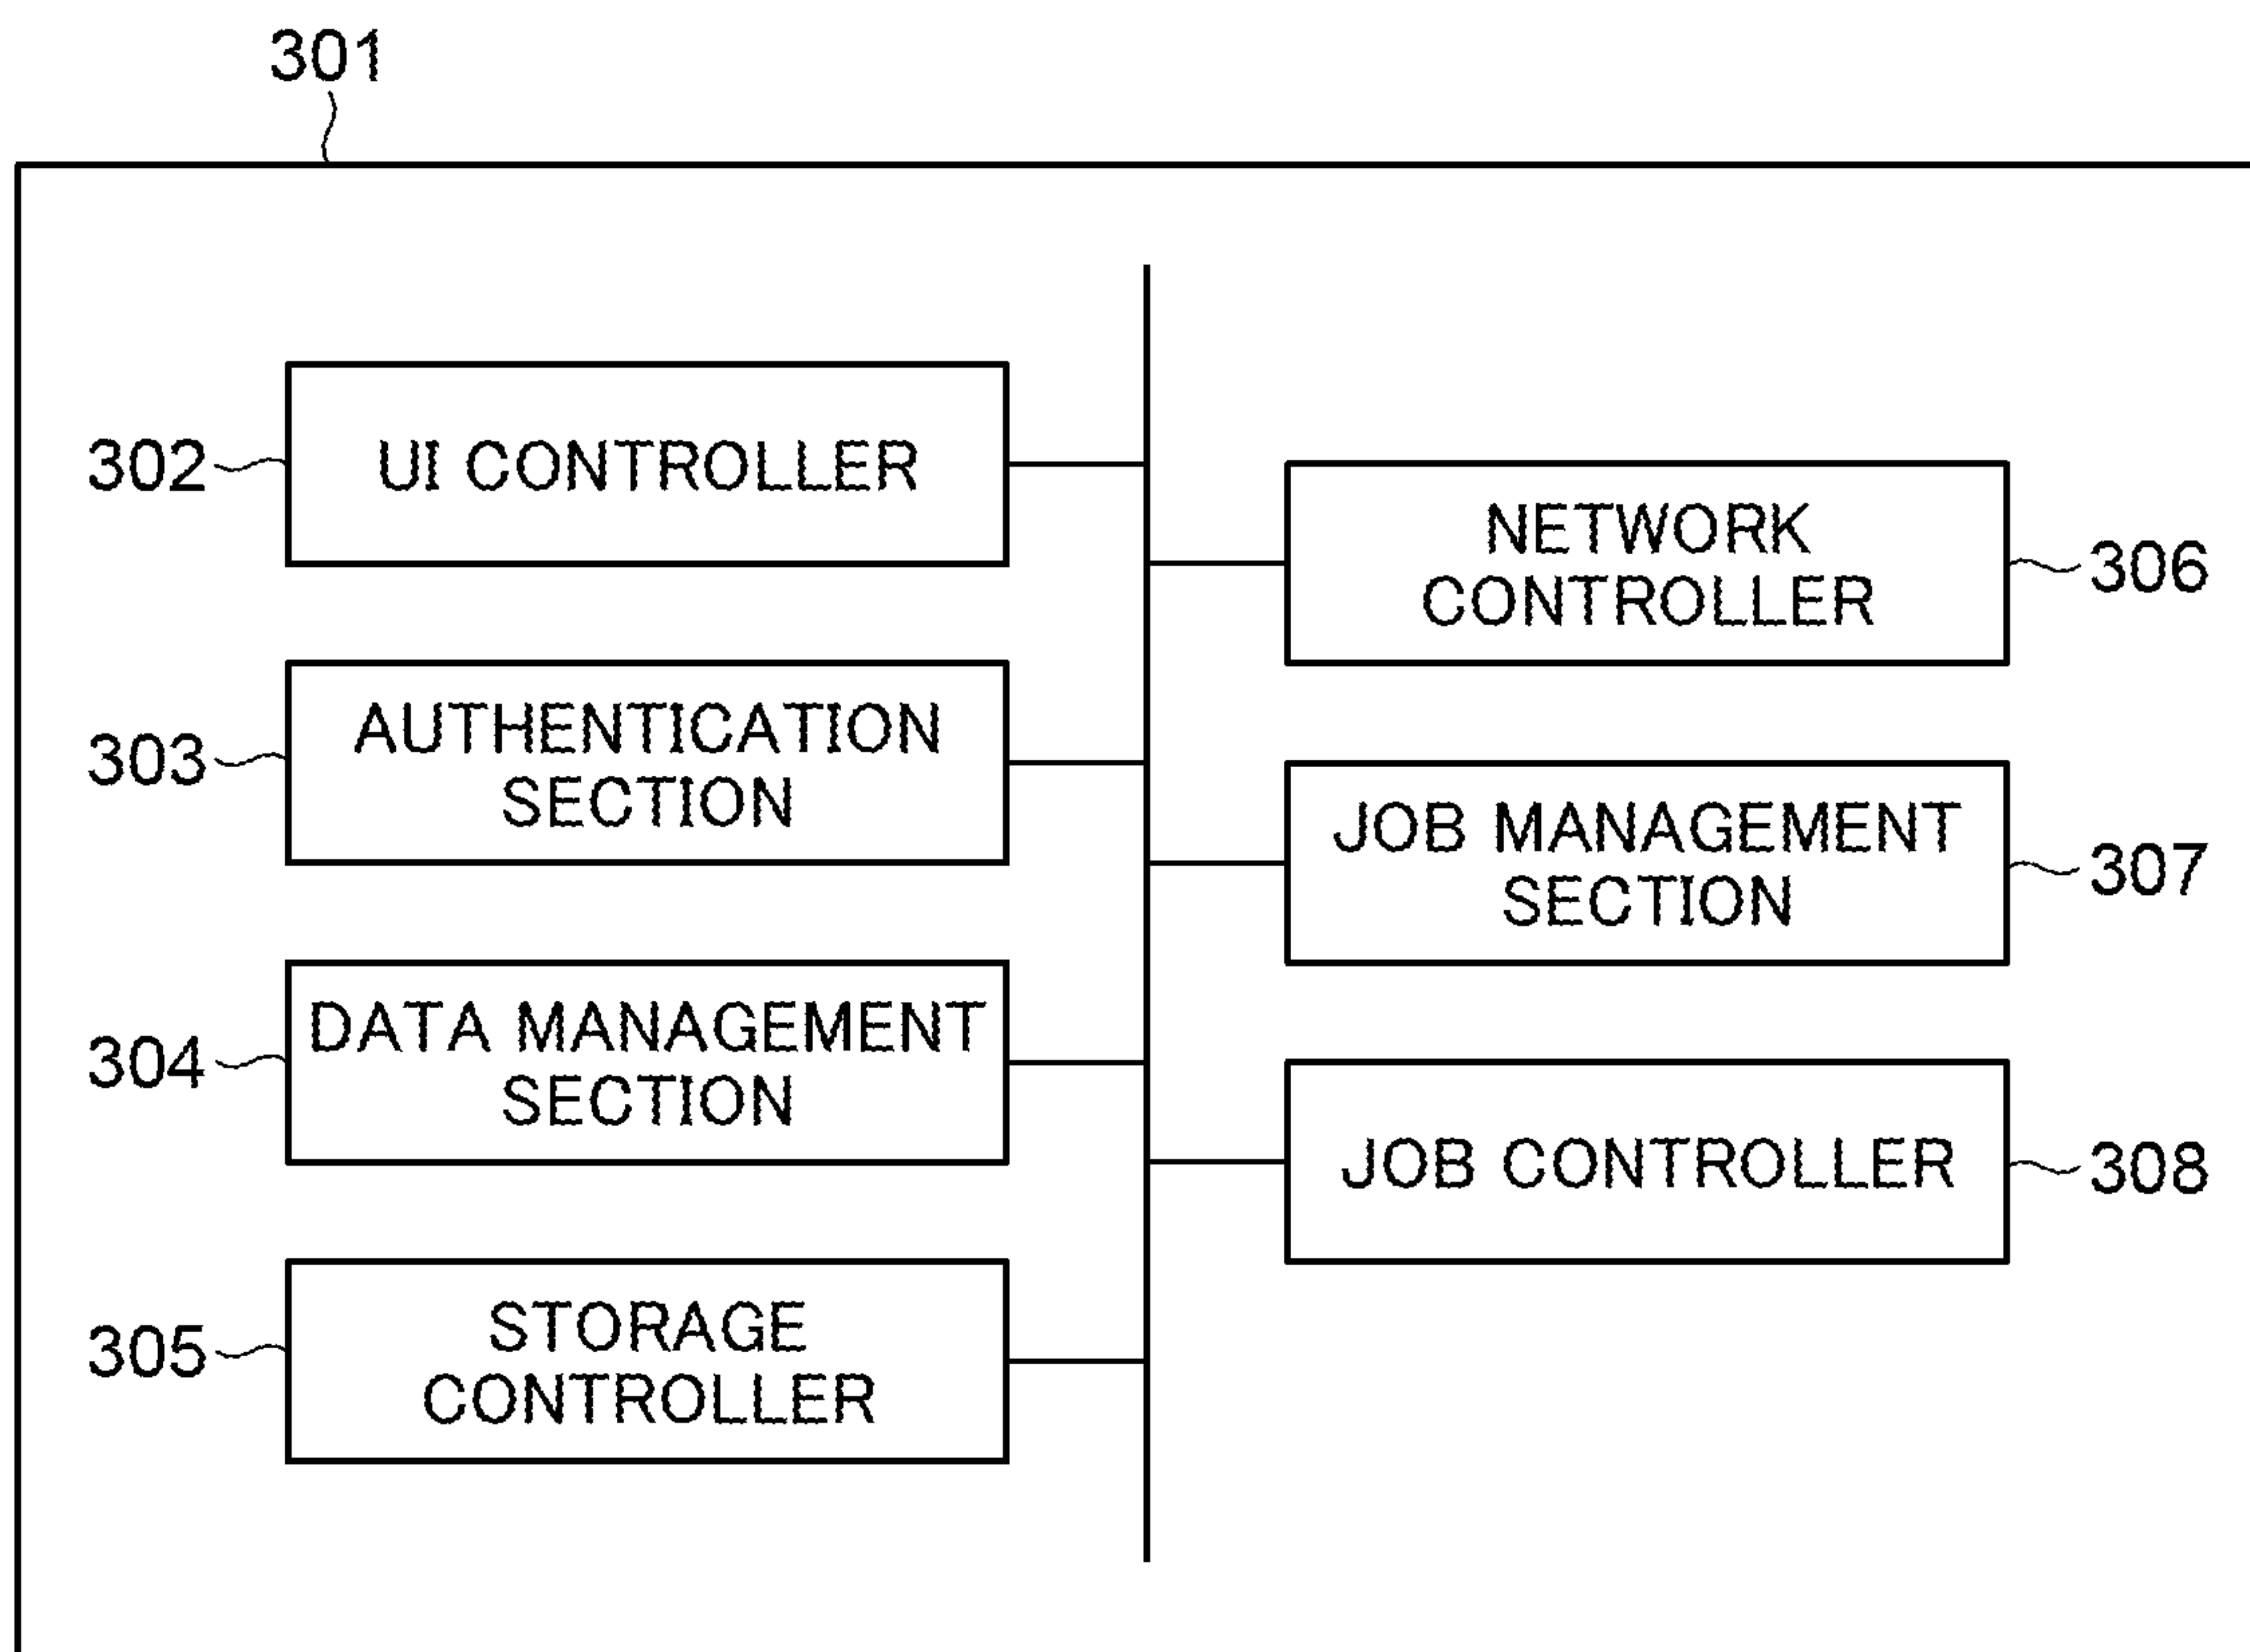 301
302
UI CONTROLLER
303
AUTHENTICATION
SECTION
304
DATA MANAGEMENT
SECTION
305
STORAGE
CONTROLLER
NETWORK
CONTROLLER
306
JOB MANAGEMENT
SECTION
307
JOB CONTROLLER
308